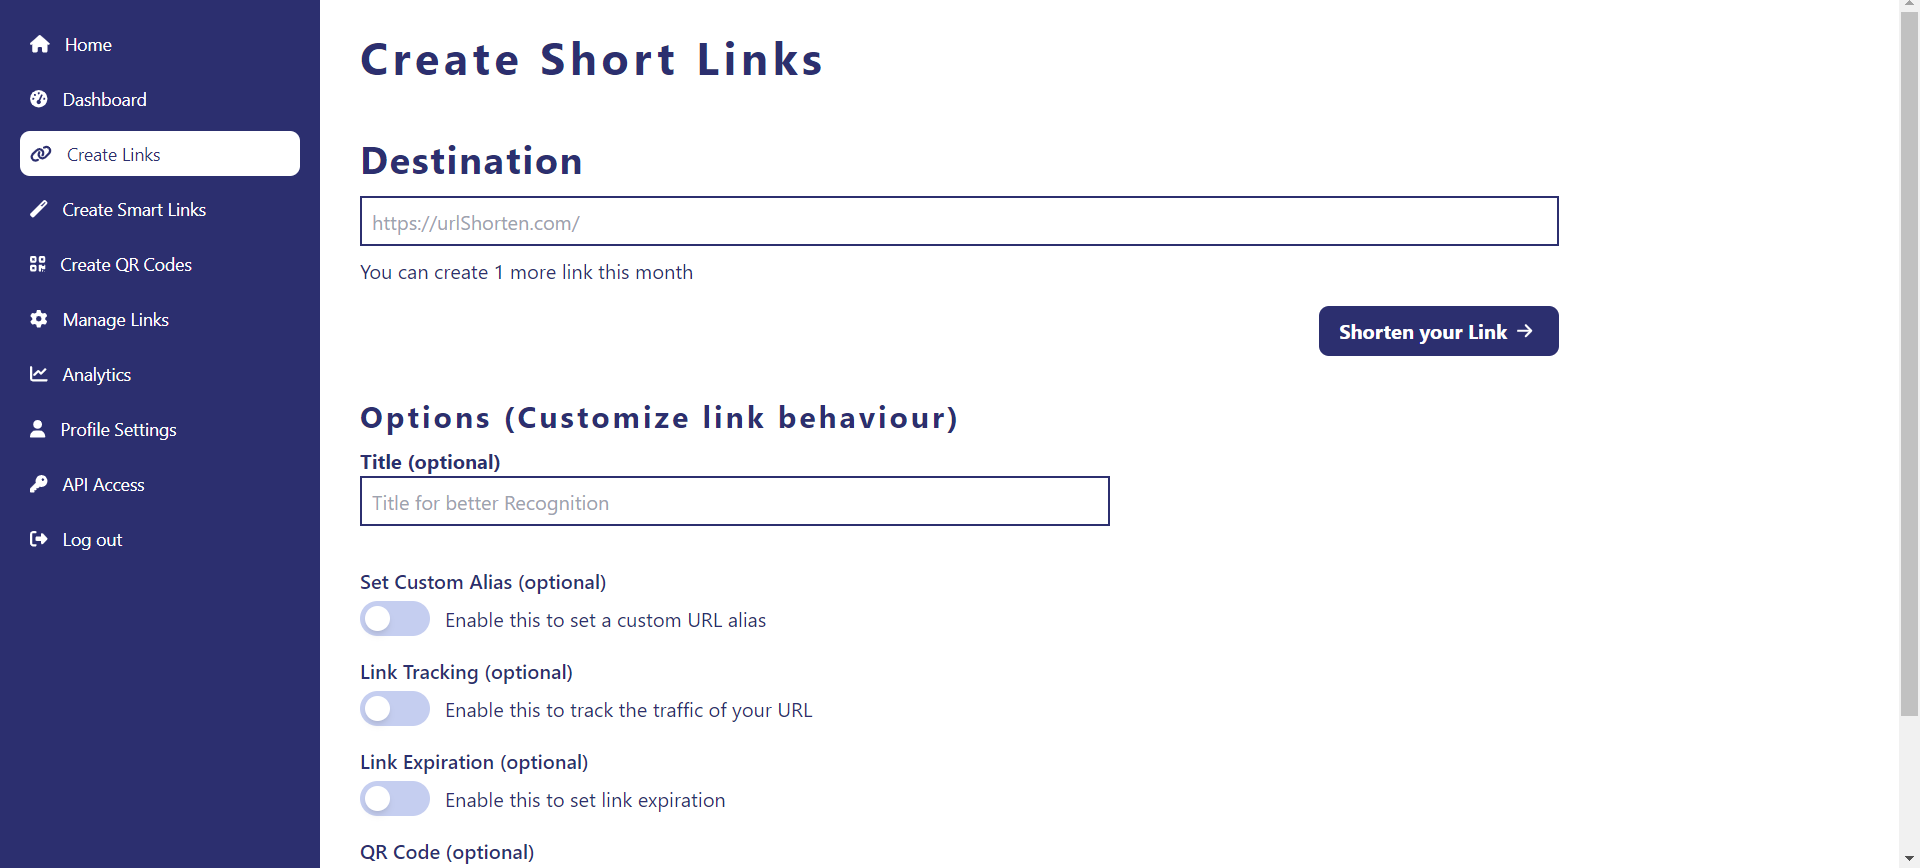 Home
Dashboard
Create Links
Create Smart Links
Create QR Codes
Manage Links
Analytics
Profile Settings
API Access
Log out
Create Short Links
Destination
https://urlShorten.com/
You can create 1 more link this month
Shorten your Link
Options (Customize link behaviour)
Title (optional)
Title for better Recognition
Set Custom Alias (optional)
Enable this to set a custom URL alias
Link Tracking (optional)
Enable this to track the traffic of your URL
Link Expiration (optional)
Enable this to set link expiration
QR Code (optional)